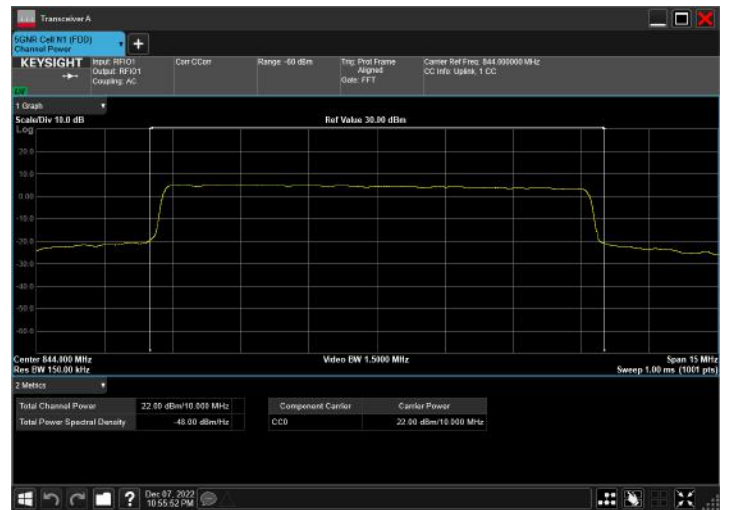 Transceiver A
5GNR Cell N1 (FDD)
Channel Power
+
KEYSIGHT
Input: RFIO1
Output: RFIO1
Coupling: AC
Corr CCorr
Range: -60 dBm
Trig: Prot Frame
Aligned
Gate: FFT
Carrier Ref Freq: 844.000000 MHz
CC Info: Uplink, 1 CC
1 Graph
Scale/Div 10.0 dB
Ref Value 30.00 dBm
Log
20.0
10.0
0.00
-10.0
-20.0
-30.0
-40.0
-50.0
-60.0
Center 844.000 MHz
Video BW 1.5000 MHz
Span 15 MHz
Res BW 150.00 kHz
Sweep 1.00 ms (1001 pts)
2 Metrics
Total Channel Power 22.00 dBm/10.000 MHz
Total Power Spectral Density -48.00 dBm/Hz
Component Carrier Carrier Power
CC0 22.00 dBm/10.000 MHz
?
Dec 07, 2022
10:55:52 PM